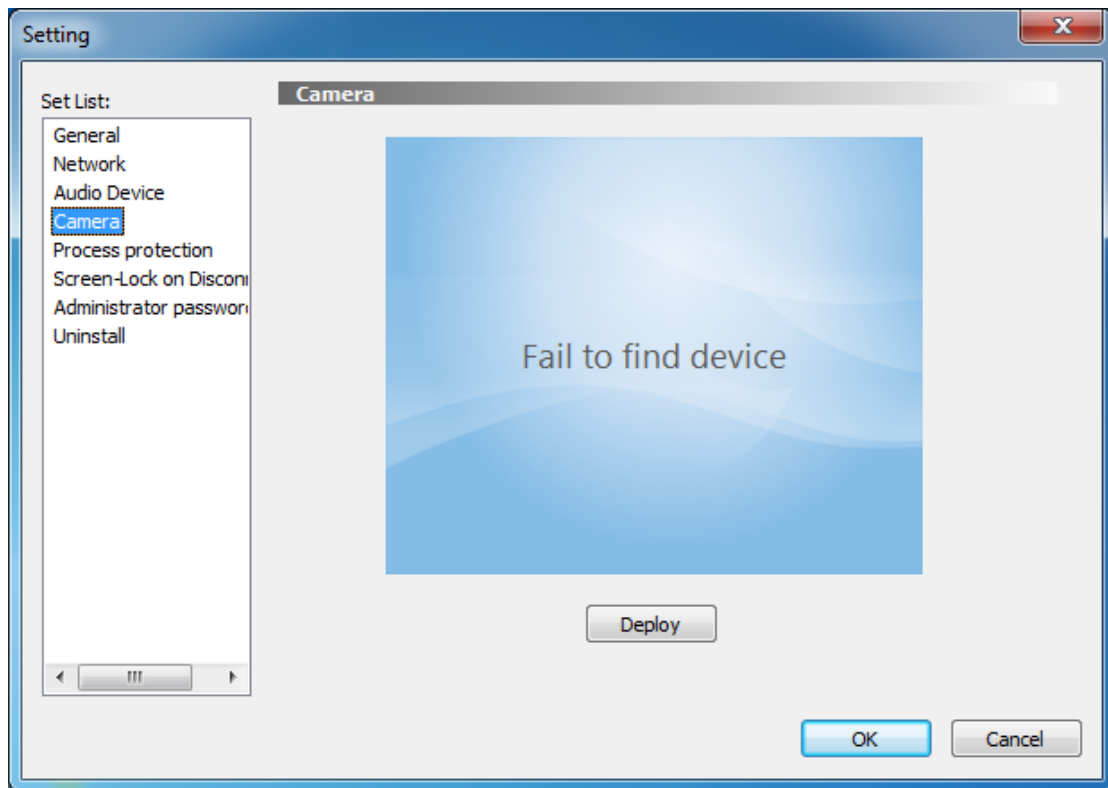 Setting
Set List:
General
Network
Audio Device
Camera
Process protection
Screen-Lock on Disconn
Administrator passwor
Uninstall
Camera
Fail to find device
Deploy
OK
Cancel